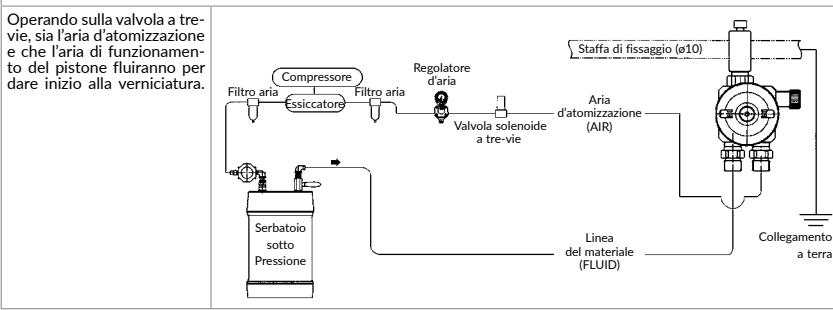 Operando sulla valvola a tre-
vie, sia l'aria d'atomizzazione
e che l'aria di funzionamen-
to del pistone fluiranno per
dare inizio alla verniciatura.
Staffa di fissaggio (ø10)
Compressore
Regolatore
d'aria
Filtro aria
Essiccatore
Filtro aria
Valvola solenoide
a tre-vie
Aria
d'atomizzazione
(AIR)
Serbatoio
sotto
Pressione
Linea
del materiale
(FLUID)
Collegamento
a terra